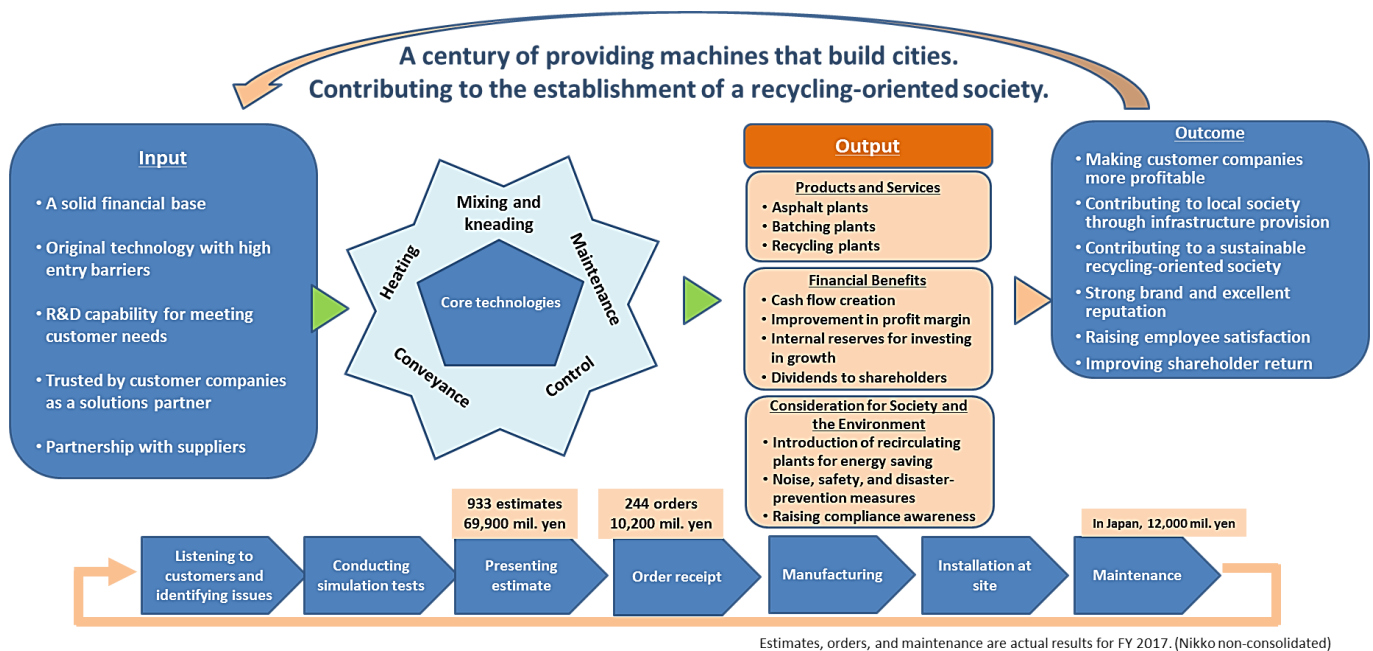 A century of providing machines that build cities.
Contributing to the establishment of a recycling-oriented society.
Input
• A solid financial base
• Original technology with high
entry barriers
• R&D capability for meeting
customer needs
• Trusted by customer companies
as a solutions partner
• Partnership with suppliers
Mixing and
kneading
Heating
Maintenance
Core technologies
Conveyance
Control
Output
Products and Services
• Asphalt plants
• Batching plants
• Recycling plants
Financial Benefits
• Cash flow creation
• Improvement in profit margin
• Internal reserves for investing
in growth
• Dividends to shareholders
Consideration for Society and
the Environment
• Introduction of recirculating
plants for energy saving
• Noise, safety, and disaster-
prevention measures
• Raising compliance awareness
Outcome
• Making customer companies
more profitable
• Contributing to local society
through infrastructure provision
• Contributing to a sustainable
recycling-oriented society
• Strong brand and excellent
reputation
• Raising employee satisfaction
• Improving shareholder return
933 estimates
69,900 mil. yen
244 orders
10,200 mil. yen
In Japan, 12,000 mil. yen
Listening to
customers and
identifying issues
Conducting
simulation tests
Presenting
estimate
Order receipt
Manufacturing
Installation at
site
Maintenance
Estimates, orders, and maintenance are actual results for FY 2017. (Nikko non-consolidated)